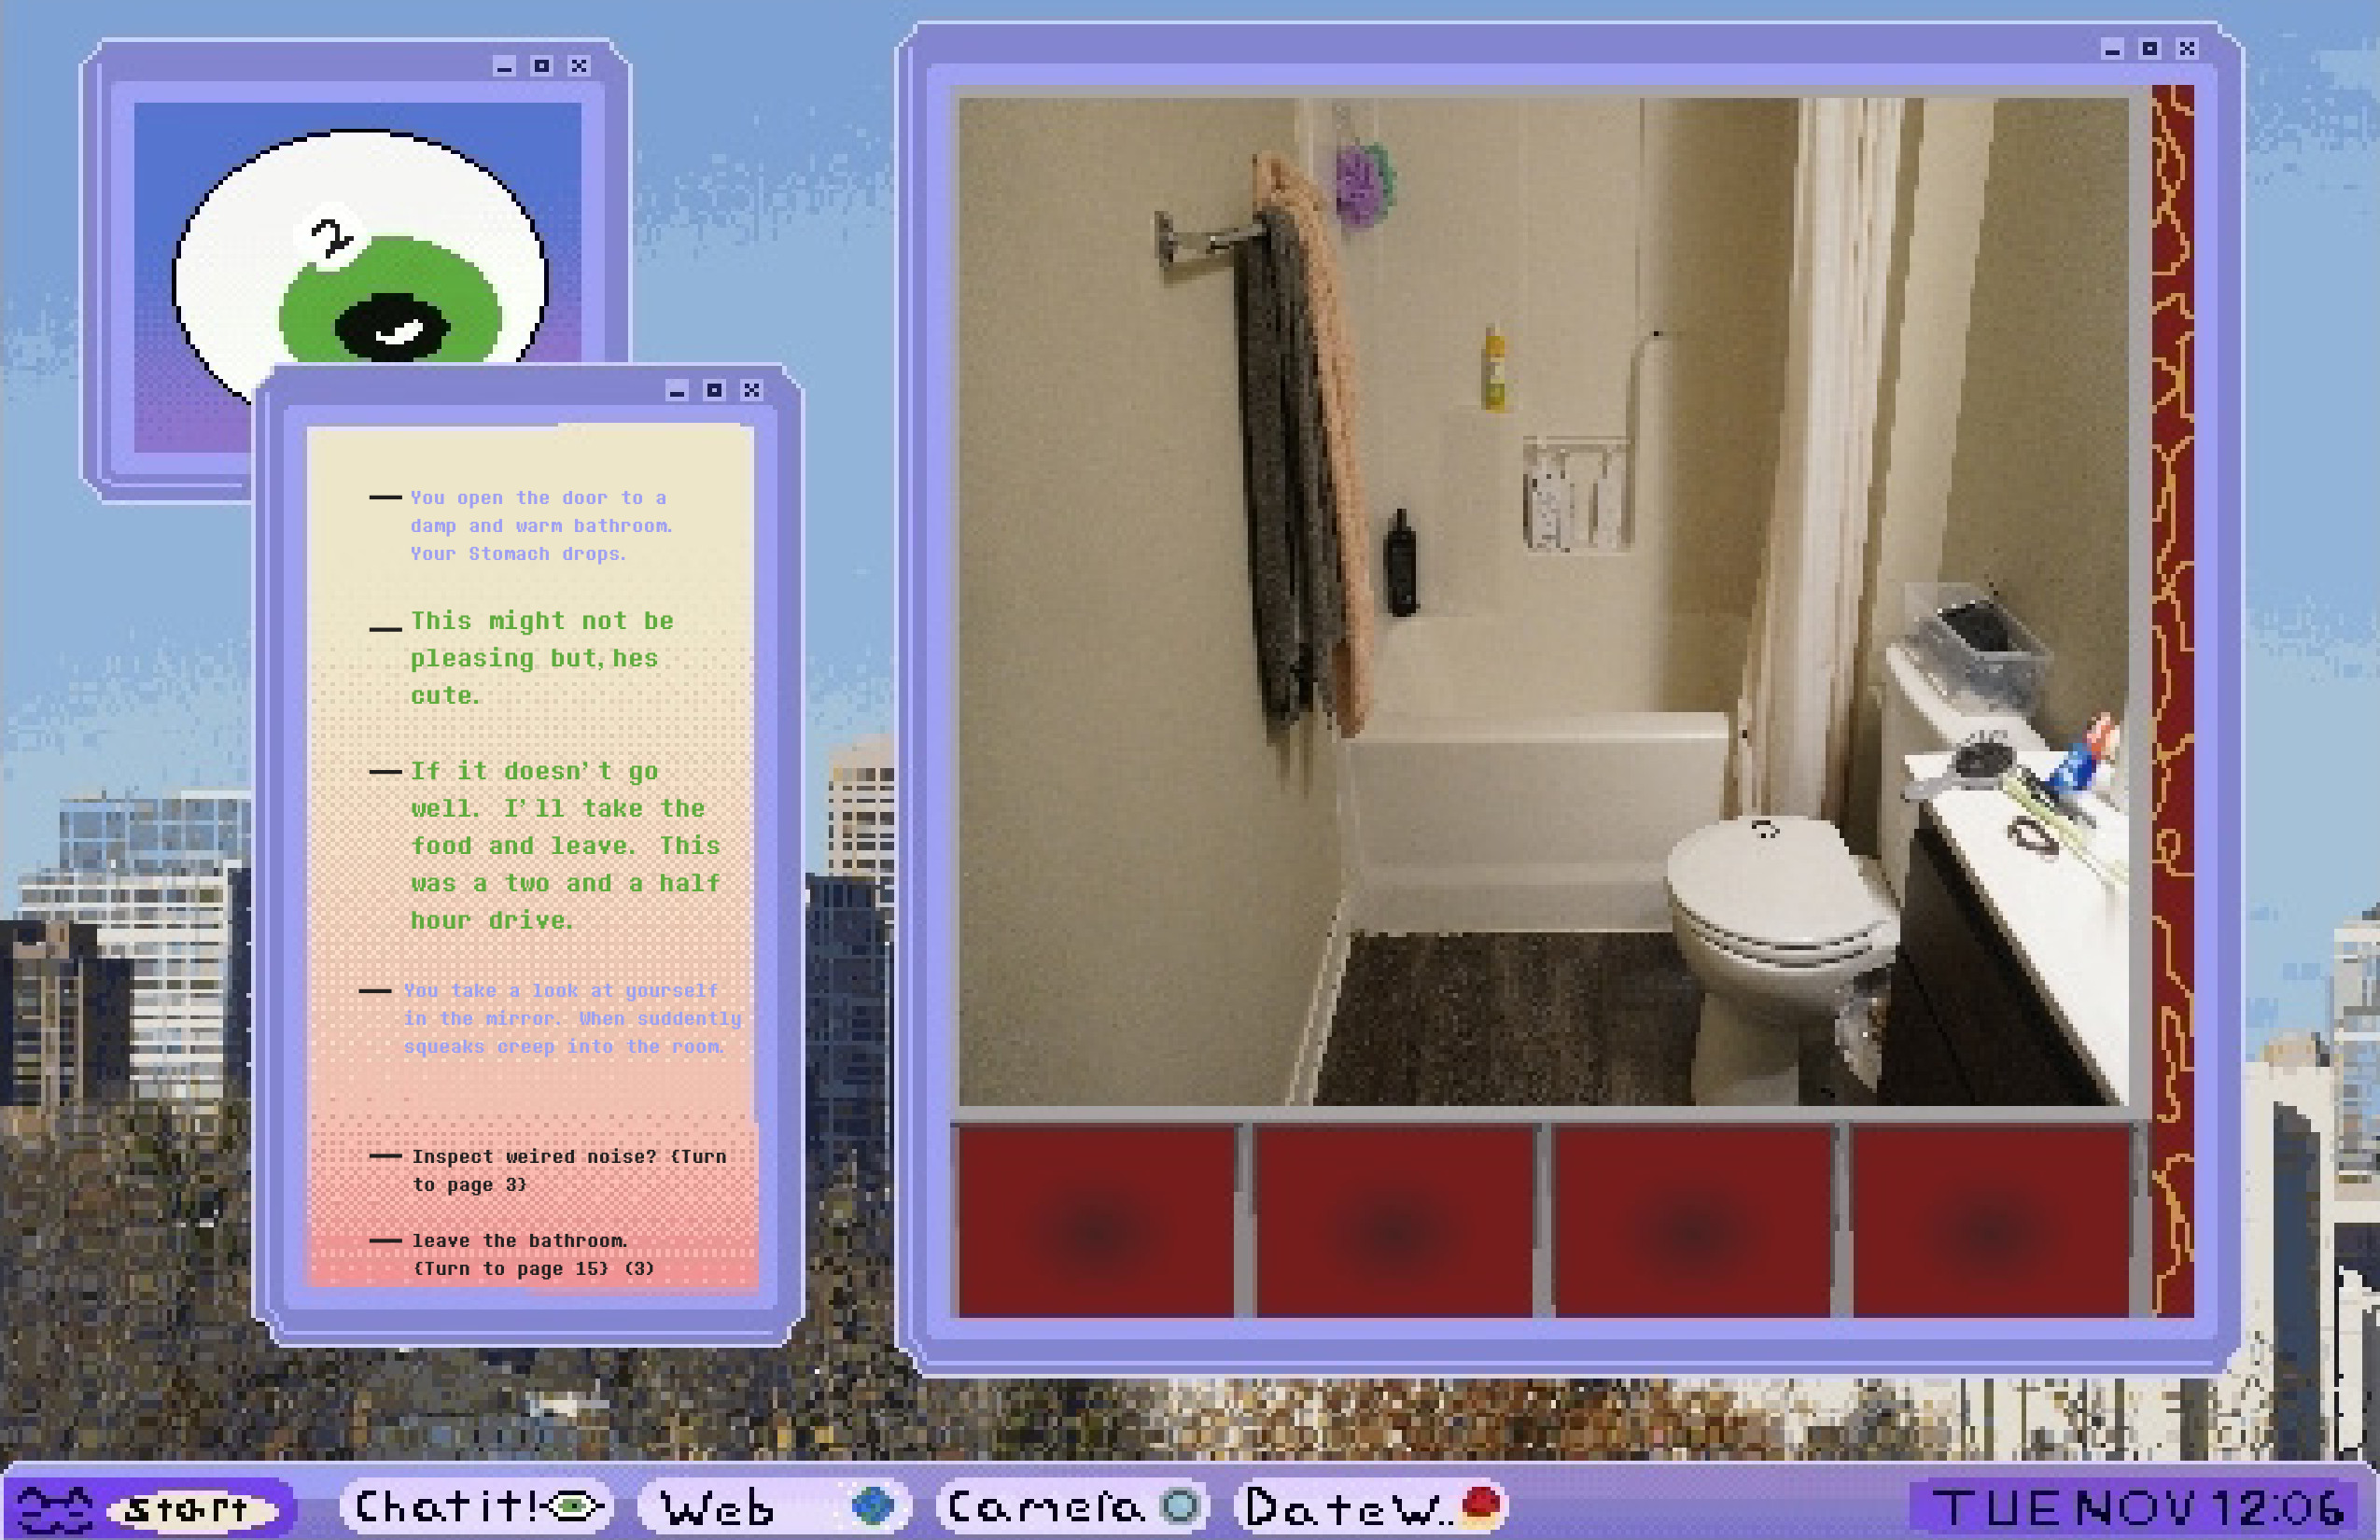 2
You open the door to a
damp and warm bathroom.
Your Stomach drops.
This might not be
pleasing but, hes
cute.
If it doesn't go
well. I'll take the
food and leave. This
was a two and a half
hour drive.
You take a look at yourself
in the mirror. When suddently
squeaks creep into the room.
Inspect weired noise? {Turn
to page 3}
leave the bathroom.
{Turn to page 15} (3)
start
Chatit!
Web
Camera
DateW..
TUE NOV 12:06